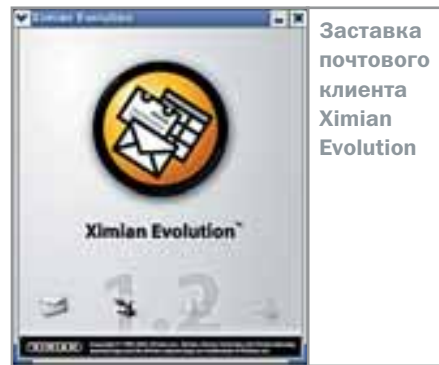 Ximian Evolution
Ximian Evolution™
1.2
Заставка
почтового
клиента
Ximian
Evolution